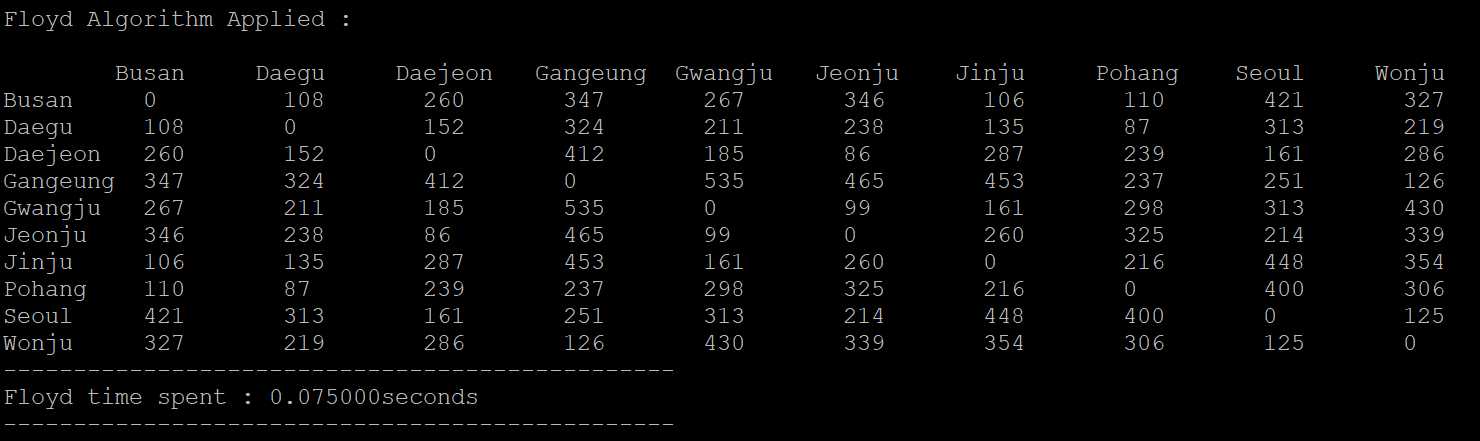 Floyd Algorithm Applied :
Busan Daegu Daejeon Gangeung Gwangju Jeonju Jinju Pohang Seoul Wonju
Busan 0 108 260 347 267 346 106 110 421 327
Daegu 108 0 152 324 211 238 135 87 313 219
Daejeon 260 152 0 412 185 86 287 239 161 286
Gangeung 347 324 412 0 535 465 453 237 251 126
Gwangju 267 211 185 535 0 99 161 298 313 430
Jeonju 346 238 86 465 99 0 260 325 214 339
Jinju 106 135 287 453 161 260 0 216 448 354
Pohang 110 87 239 237 298 325 216 0 400 306
Seoul 421 313 161 251 313 214 448 400 0 125
Wonju 327 219 286 126 430 339 354 306 125 0
------------------------------------------------
Floyd time spent : 0.075000seconds
------------------------------------------------